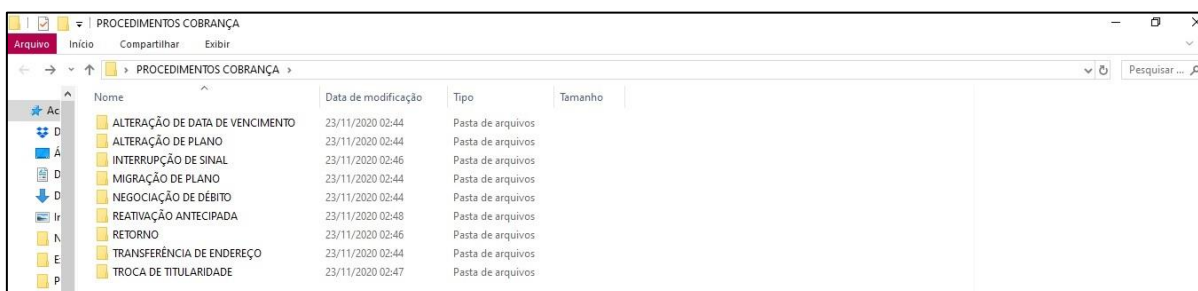 PROCEDIMENTOS COBRANÇA
Arquivo Início Compartilhar Exibir
PROCEDIMENTOS COBRANÇA
Pesquisar ...
Nome Data de modificação Tipo Tamanho
Ac
D
ALTERAÇÃO DE DATA DE VENCIMENTO 23/11/2020 02:44 Pasta de arquivos
Á
ALTERAÇÃO DE PLANO 23/11/2020 02:44 Pasta de arquivos
INTERRUPÇÃO DE SINAL 23/11/2020 02:46 Pasta de arquivos
D
MIGRAÇÃO DE PLANO 23/11/2020 02:44 Pasta de arquivos
D
NEGOCIAÇÃO DE DÉBITO 23/11/2020 02:44 Pasta de arquivos
Ir
REATIVAÇÃO ANTECIPADA 23/11/2020 02:48 Pasta de arquivos
N
RETORNO 23/11/2020 02:46 Pasta de arquivos
E
TRANSFERÊNCIA DE ENDEREÇO 23/11/2020 02:44 Pasta de arquivos
P
TROCA DE TITULARIDADE 23/11/2020 02:47 Pasta de arquivos